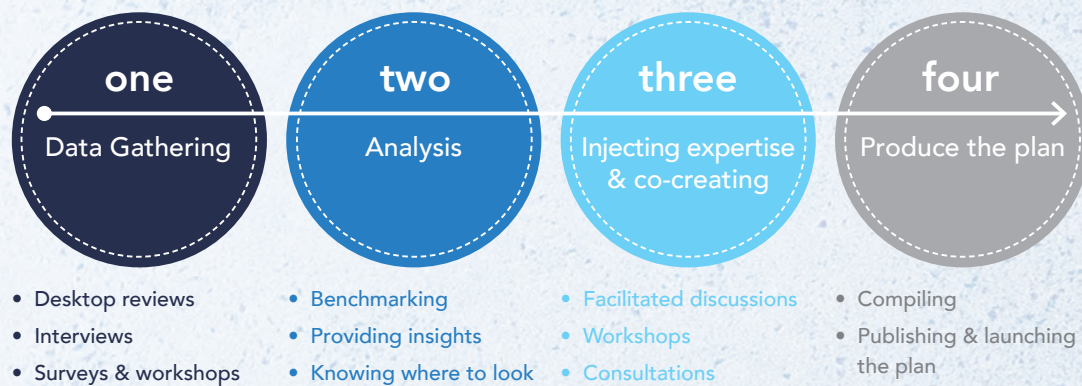 one
Data Gathering
• Desktop reviews
• Interviews
• Surveys & workshops
two
Analysis
• Benchmarking
• Providing insights
• Knowing where to look
three
Injecting expertise
& co-creating
• Facilitated discussions
• Workshops
• Consultations
four
Produce the plan
• Compiling
• Publishing & launching
the plan